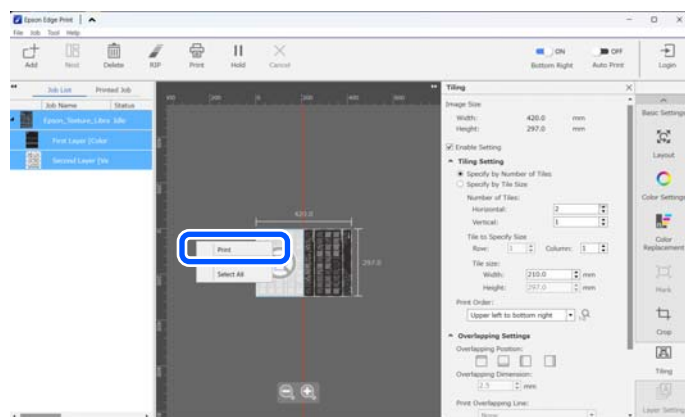 Epson Edge Print
File Job Tool Help
Add Nest Delete RIP Print Hold Cancel
ON OFF
Bottom Right Auto Print Login
Job List Printed Job
Job Name Status
Epson_Texture_Libra Idle
First Layer [Color
Second Layer [Va
420.0
297.0
Print
Select All
Tiling
Image Size
Width: 420.0 mm
Height: 297.0 mm
Enable Setting
Tiling Setting
Specify by Number of Tiles
Specify by Tile Size
Number of Tiles:
Horizontal: 2
Vertical: 1
Tile to Specify Size
Row: 1 Column: 1
Tile size:
Width: 210.0 mm
Height: 297.0 mm
Print Order:
Upper left to bottom right
Overlapping Settings
Overlapping Position:
Overlapping Dimension:
2.5 mm
Print Overlapping Line:
None
Basic Settings
Layout
Color Settings
Color
Replacement
Mark
Crop
Tiling
Layer Settings